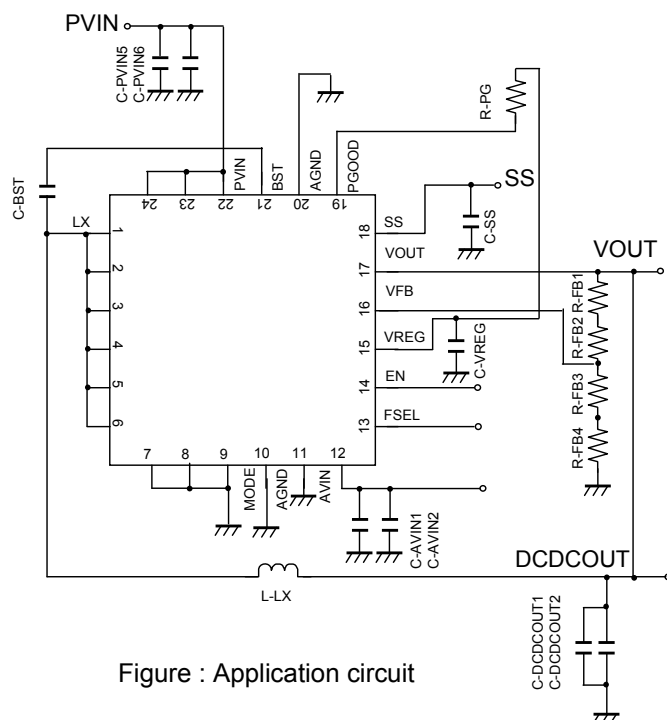 PVIN
C-PVIN5
C-PVIN6
R-PG
C-BST
PVIN
BST
AGND
PGOOD
24
23
22
21
20
19
LX
1
2
3
4
5
6
18
17
16
15
14
13
SS
VOUT
VFB
VREG
EN
FSEL
SS
C-SS
C-VREG
VOUT
R-FB1
R-FB2
R-FB3
R-FB4
7
8
9
10
11
12
MODE
AGND
AVIN
C-AVIN1
C-AVIN2
L-LX
DCDCOUT
C-DCDCOUT1
C-DCDCOUT2
Figure : Application circuit